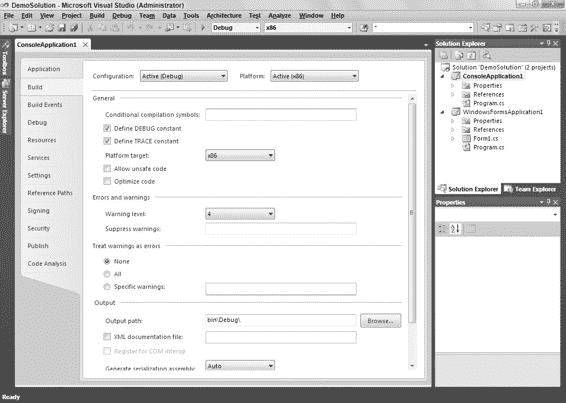 DemoSolution - Microsoft Visual Studio (Administrator)
File Edit View Project Build Debug Team Data Tools Architecture Test Analyze Window Help
Debug x86
ConsoleApplication1
Toolbox
Server Explorer
Application
Build
Build Events
Debug
Resources
Services
Settings
Reference Paths
Signing
Security
Publish
Code Analysis
Configuration: Active (Debug) Platform: Active (x86)
General
Conditional compilation symbols:
Define DEBUG constant
Define TRACE constant
Platform target: x86
Allow unsafe code
Optimize code
Errors and warnings
Warning level: 4
Suppress warnings:
Treat warnings as errors
None
All
Specific warnings:
Output
Output path: bin\Debug\
Browse...
XML documentation file:
Register for COM interop
Generate serialization assembly: Auto
Solution Explorer
Solution 'DemoSolution' (2 projects)
ConsoleApplication1
Properties
References
Program.cs
WindowsFormsApplication1
Properties
References
Form1.cs
Program.cs
Solution Explorer Team Explorer
Properties
Ready